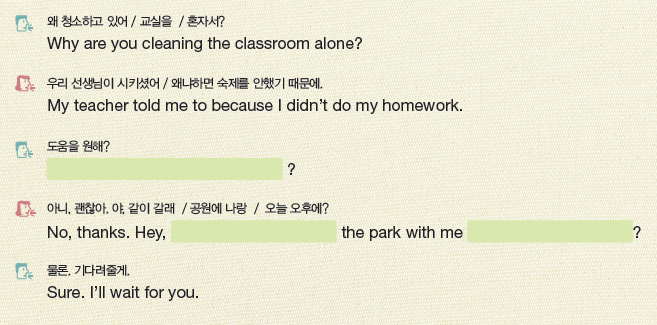 왜 청소하고 있어 / 교실을 / 혼자서?
Why are you cleaning the classroom alone?
우리 선생님이 시키셨어 / 왜냐하면 숙제를 안했기 때문에.
My teacher told me to because I didn't do my homework.
도움을 원해?
?
아니, 괜찮아. 야, 같이 갈래 / 공원에 나랑 / 오늘 오후에?
No, thanks. Hey, the park with me ?
물론. 기다려줄게.
Sure. I'll wait for you.